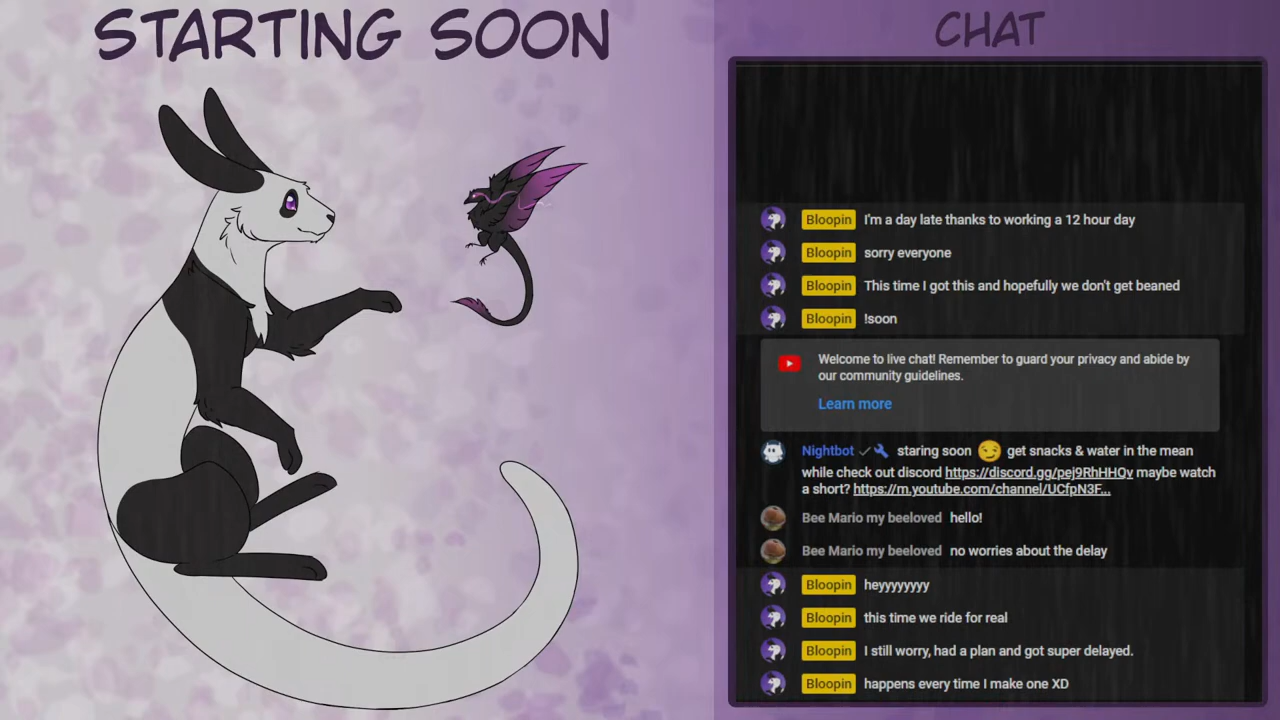 STARTING SOON
CHAT
Bloopin I'm a day late thanks to working a 12 hour day
Bloopin sorry everyone
Bloopin This time I got this and hopefully we don't get beaned
Bloopin !soon
Welcome to live chat! Remember to guard your privacy and abide by
our community guidelines.
Learn more
Nightbot staring soon 😏 get snacks & water in the mean
while check out discord https://discord.gg/pej9RhHHQv maybe watch
a short? https://m.youtube.com/channel/UCfpN3F...
Bee Mario my beeloved hello!
Bee Mario my beeloved no worries about the delay
Bloopin heyyyyyyyy
Bloopin this time we ride for real
Bloopin I still worry, had a plan and got super delayed.
Bloopin happens every time I make one XD